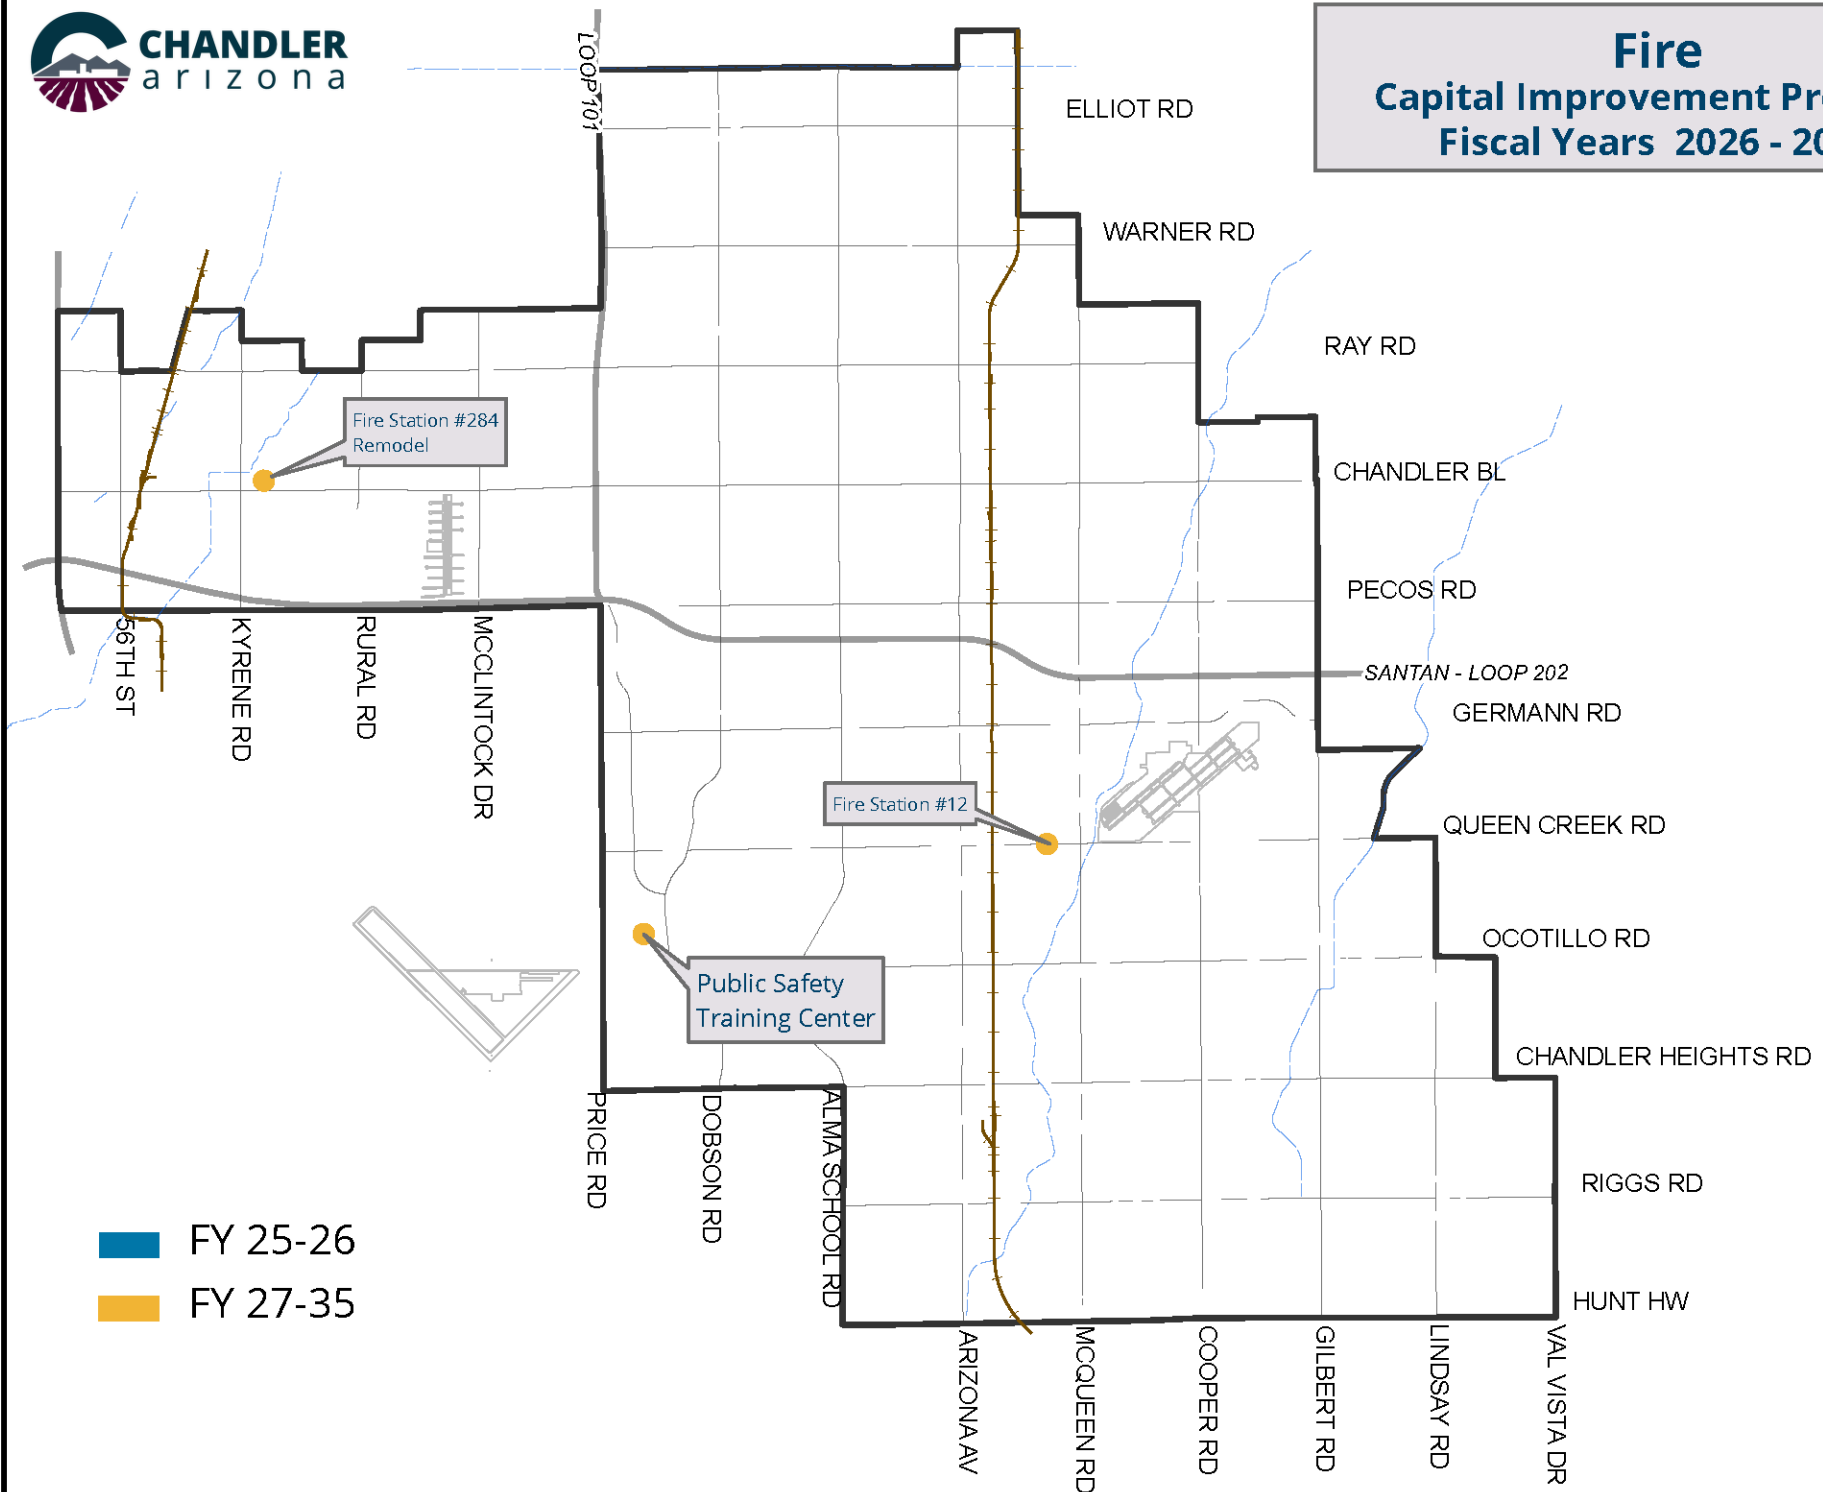 CHANDLER
arizona
Fire
Capital Improvement
Fiscal Years 2026 -
LOOP 101
ELLIOT RD
WARNER RD
RAY RD
Fire Station #284
Remodel
CHANDLER BL
PECOS RD
SANTAN - LOOP 202
GERMANN RD
56TH ST
KYRENE RD
RURAL RD
MCCLINTOCK DR
Fire Station #12
QUEEN CREEK RD
OCOTILLO RD
Public Safety
Training Center
CHANDLER HEIGHTS RD
PRICE RD
DOBSON RD
ALMA SCHOOL RD
RIGGS RD
FY 25-26
FY 27-35
HUNT HW
ARIZONA AV
MCQUEEN RD
COOPER RD
GILBERT RD
LINDSAY RD
VAL VISTA DR